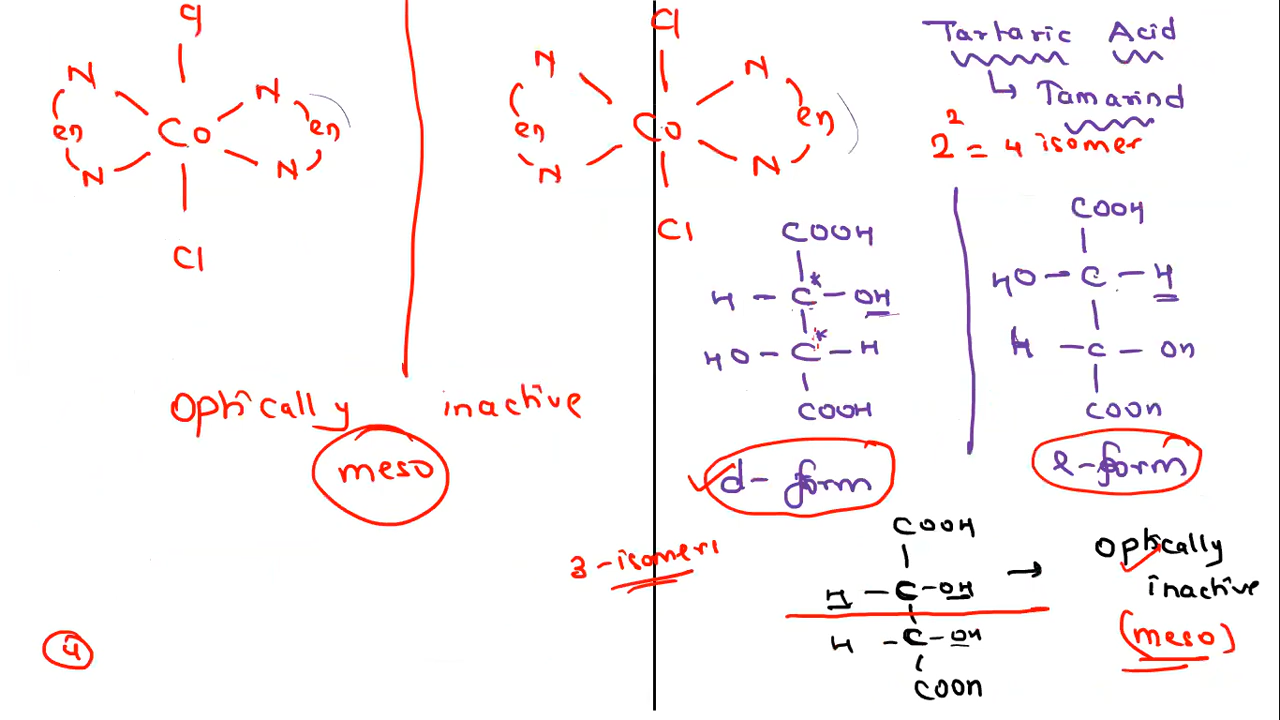 Cl
N N
en Co en
N N
Cl
Cl
N N
en Co en
N N
Cl
Optically inactive
meso
4
Tartaric Acid
Tamarind
2² = 4 isomer
COOH
H - C* - OH
HO - C* - H
COOH
d- form
COOH
HO - C - H
H - C - OH
COOH
l-form
3-isomeri
COOH
H - C - OH
H - C - OH
COOH
→ Optically
inactive
(meso)